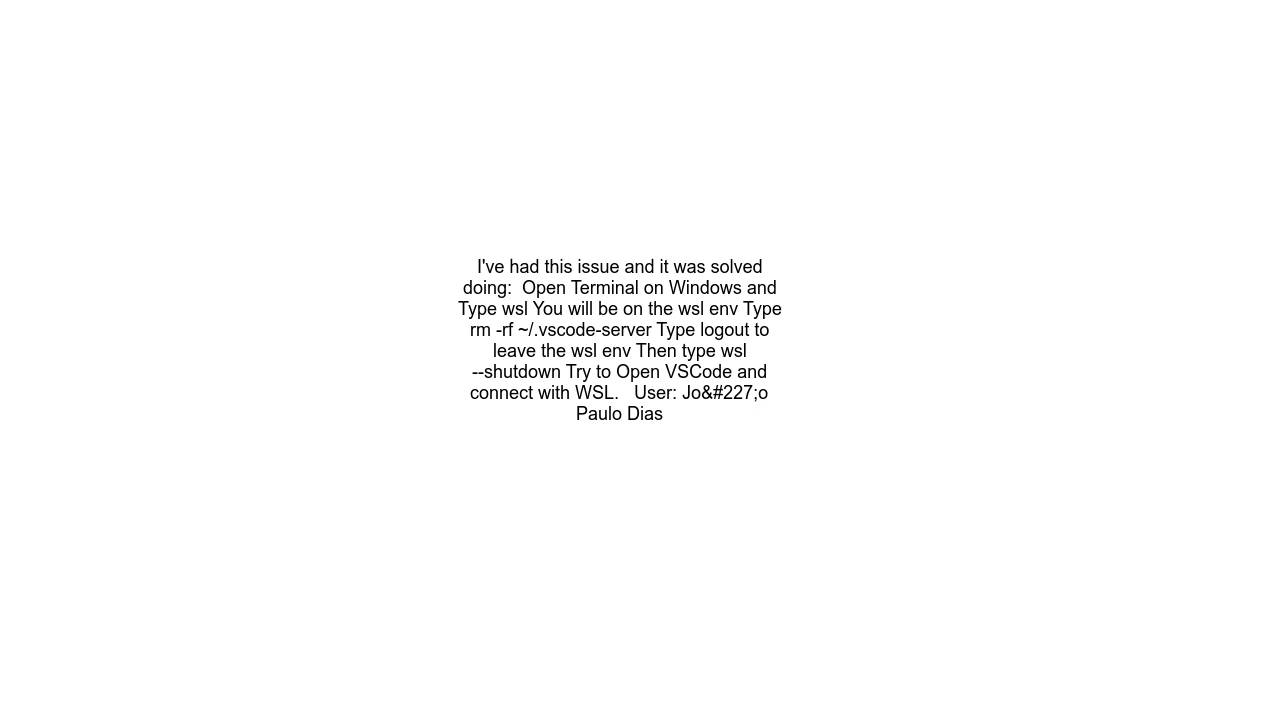 I've had this issue and it was solved
doing:  Open Terminal on Windows and
Type wsl You will be on the wsl env Type
rm -rf ~/.vscode-server Type logout to
leave the wsl env Then type wsl
--shutdown Try to Open VSCode and
connect with WSL.   User: Jo&#227;o
Paulo Dias